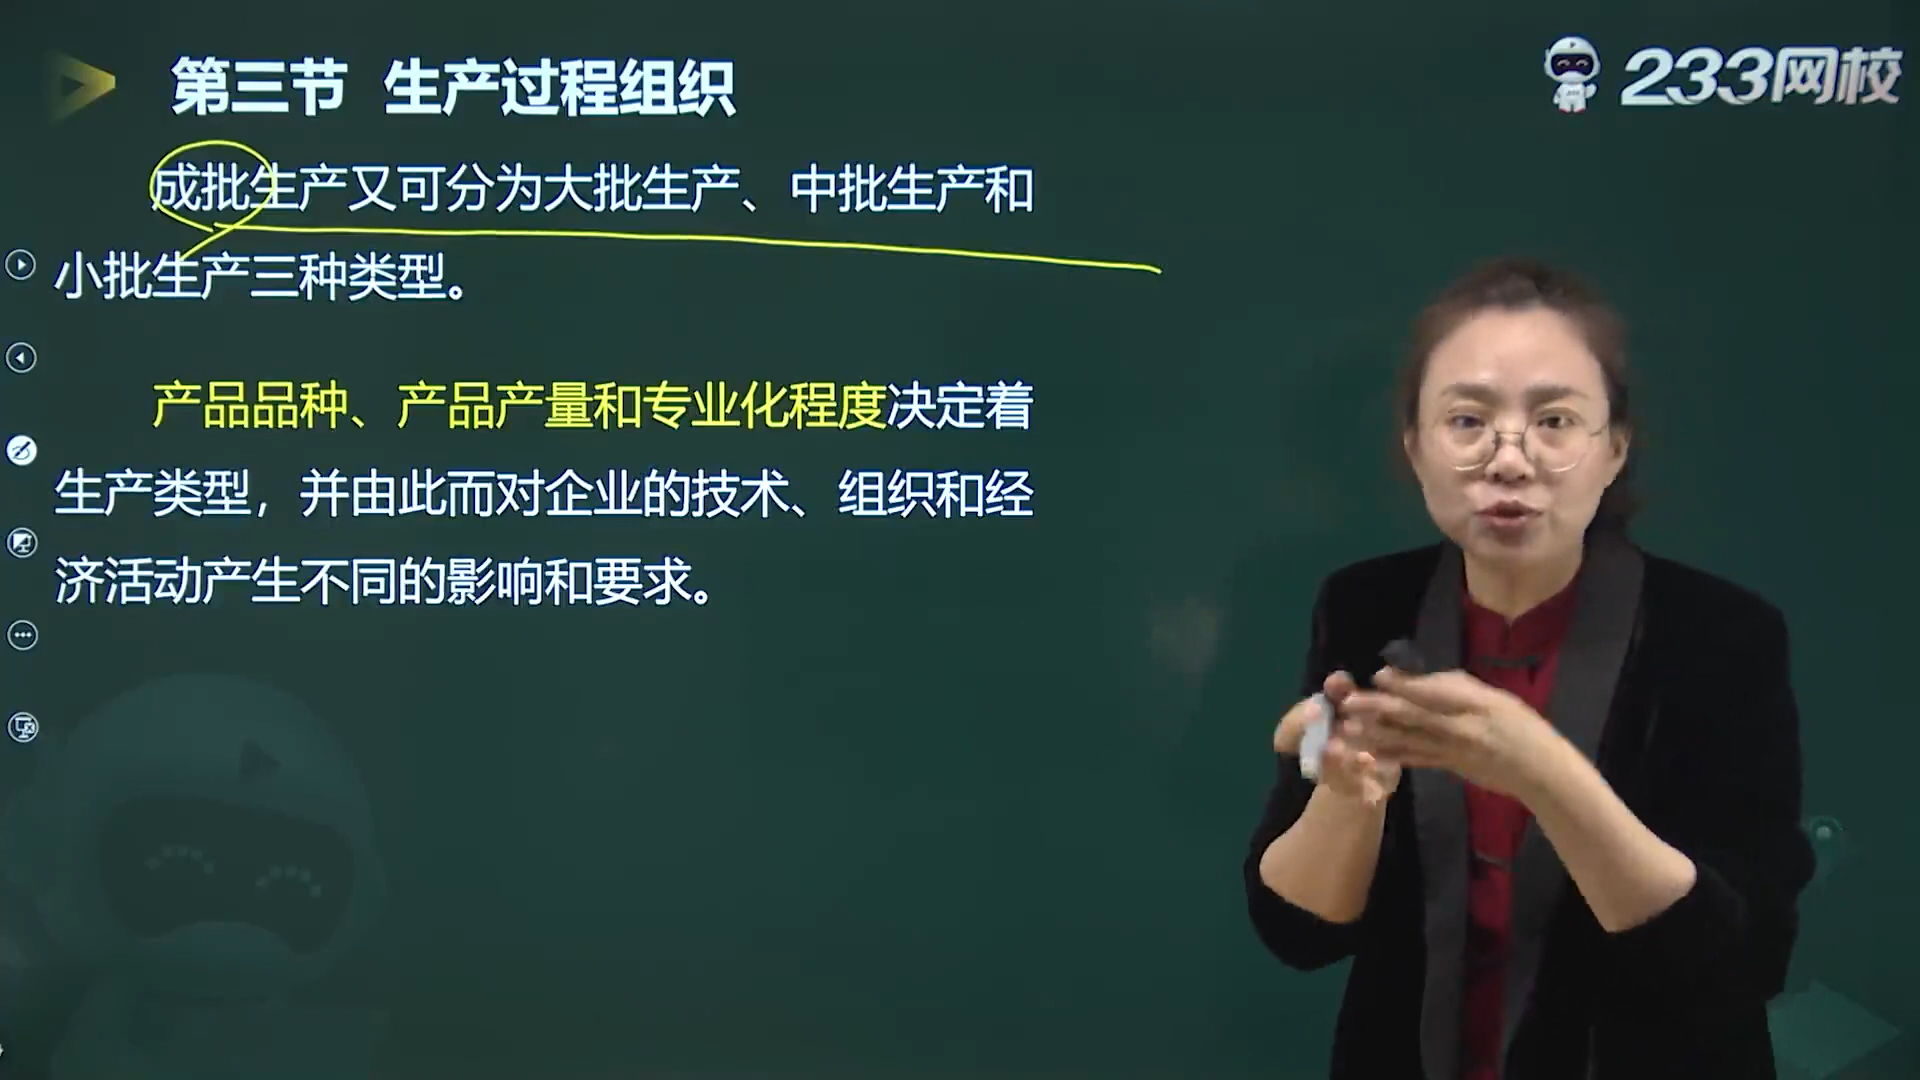 第三节 生产过程组织
233网校
成批生产又可分为大批生产、中批生产和
小批生产三种类型。
产品品种、产品产量和专业化程度决定着
生产类型，并由此而对企业的技术、组织和经
济活动产生不同的影响和要求。